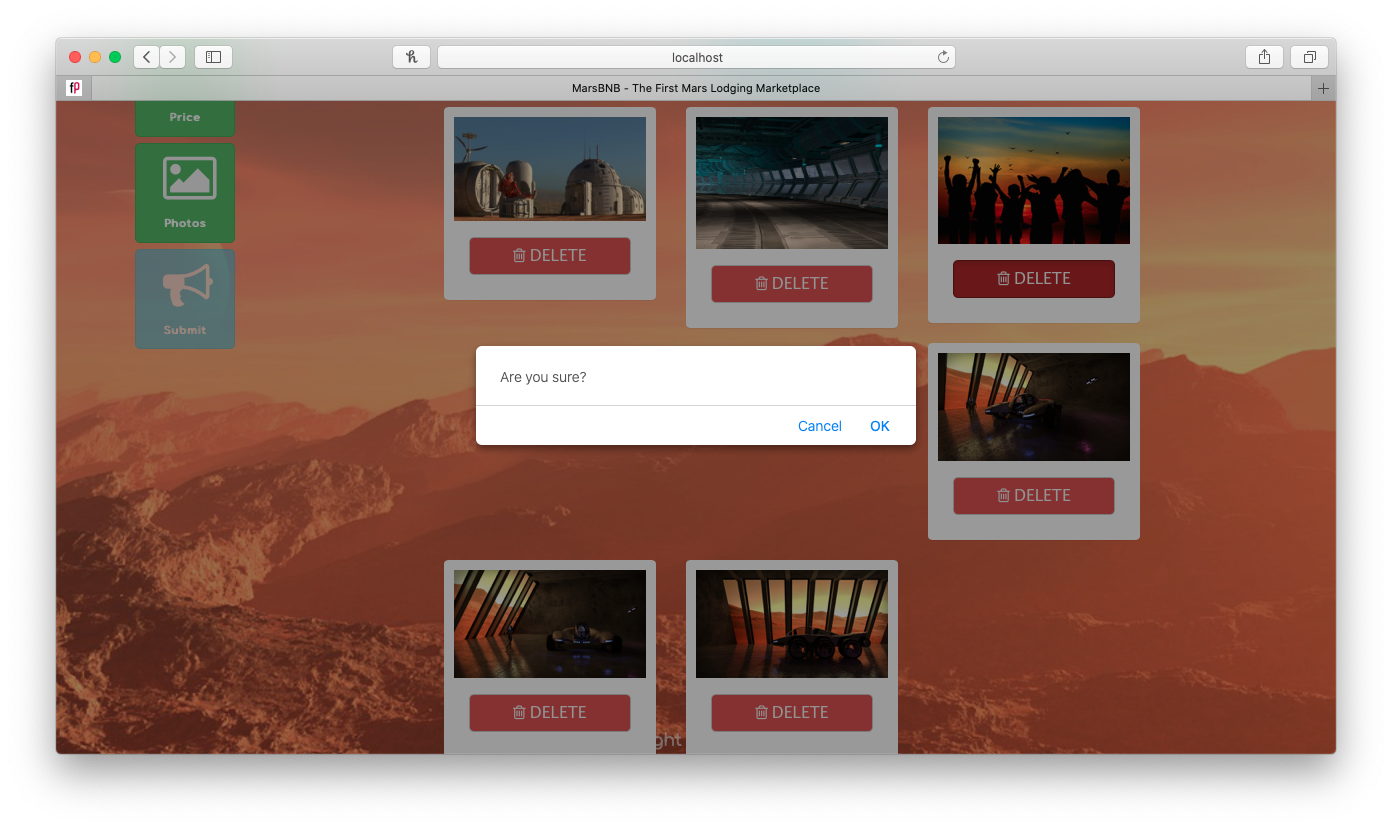 localhost
fp
MarsBNB - The First Mars Lodging Marketplace
Price
Photos
Submit
DELETE
DELETE
DELETE
Are you sure?
Cancel
OK
DELETE
DELETE
DELETE
ght